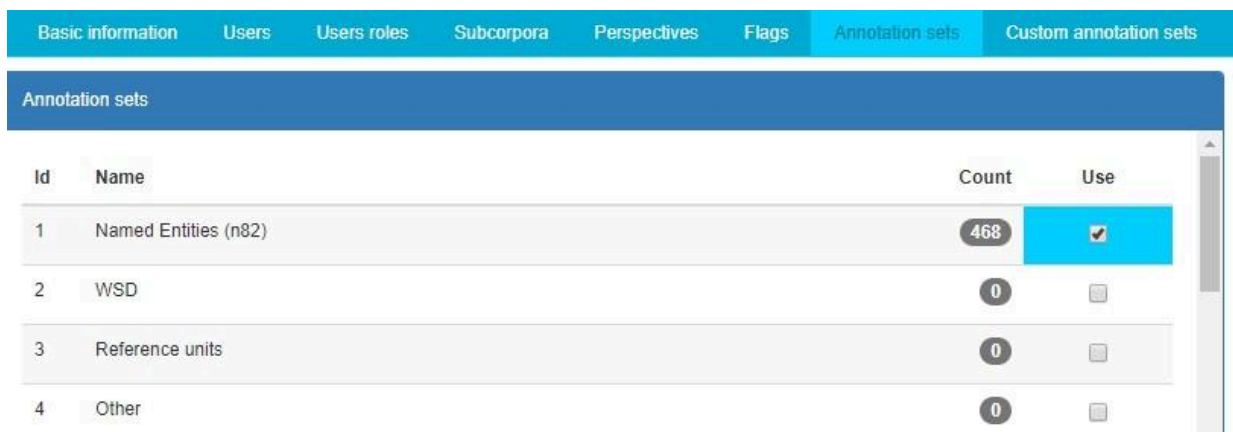 Basic information Users Users roles Subcorpora Perspectives Flags Annotation sets Custom annotation sets
Annotation sets
Id Name Count Use
1 Named Entities (n82) 468
2 WSD 0
3 Reference units 0
4 Other 0